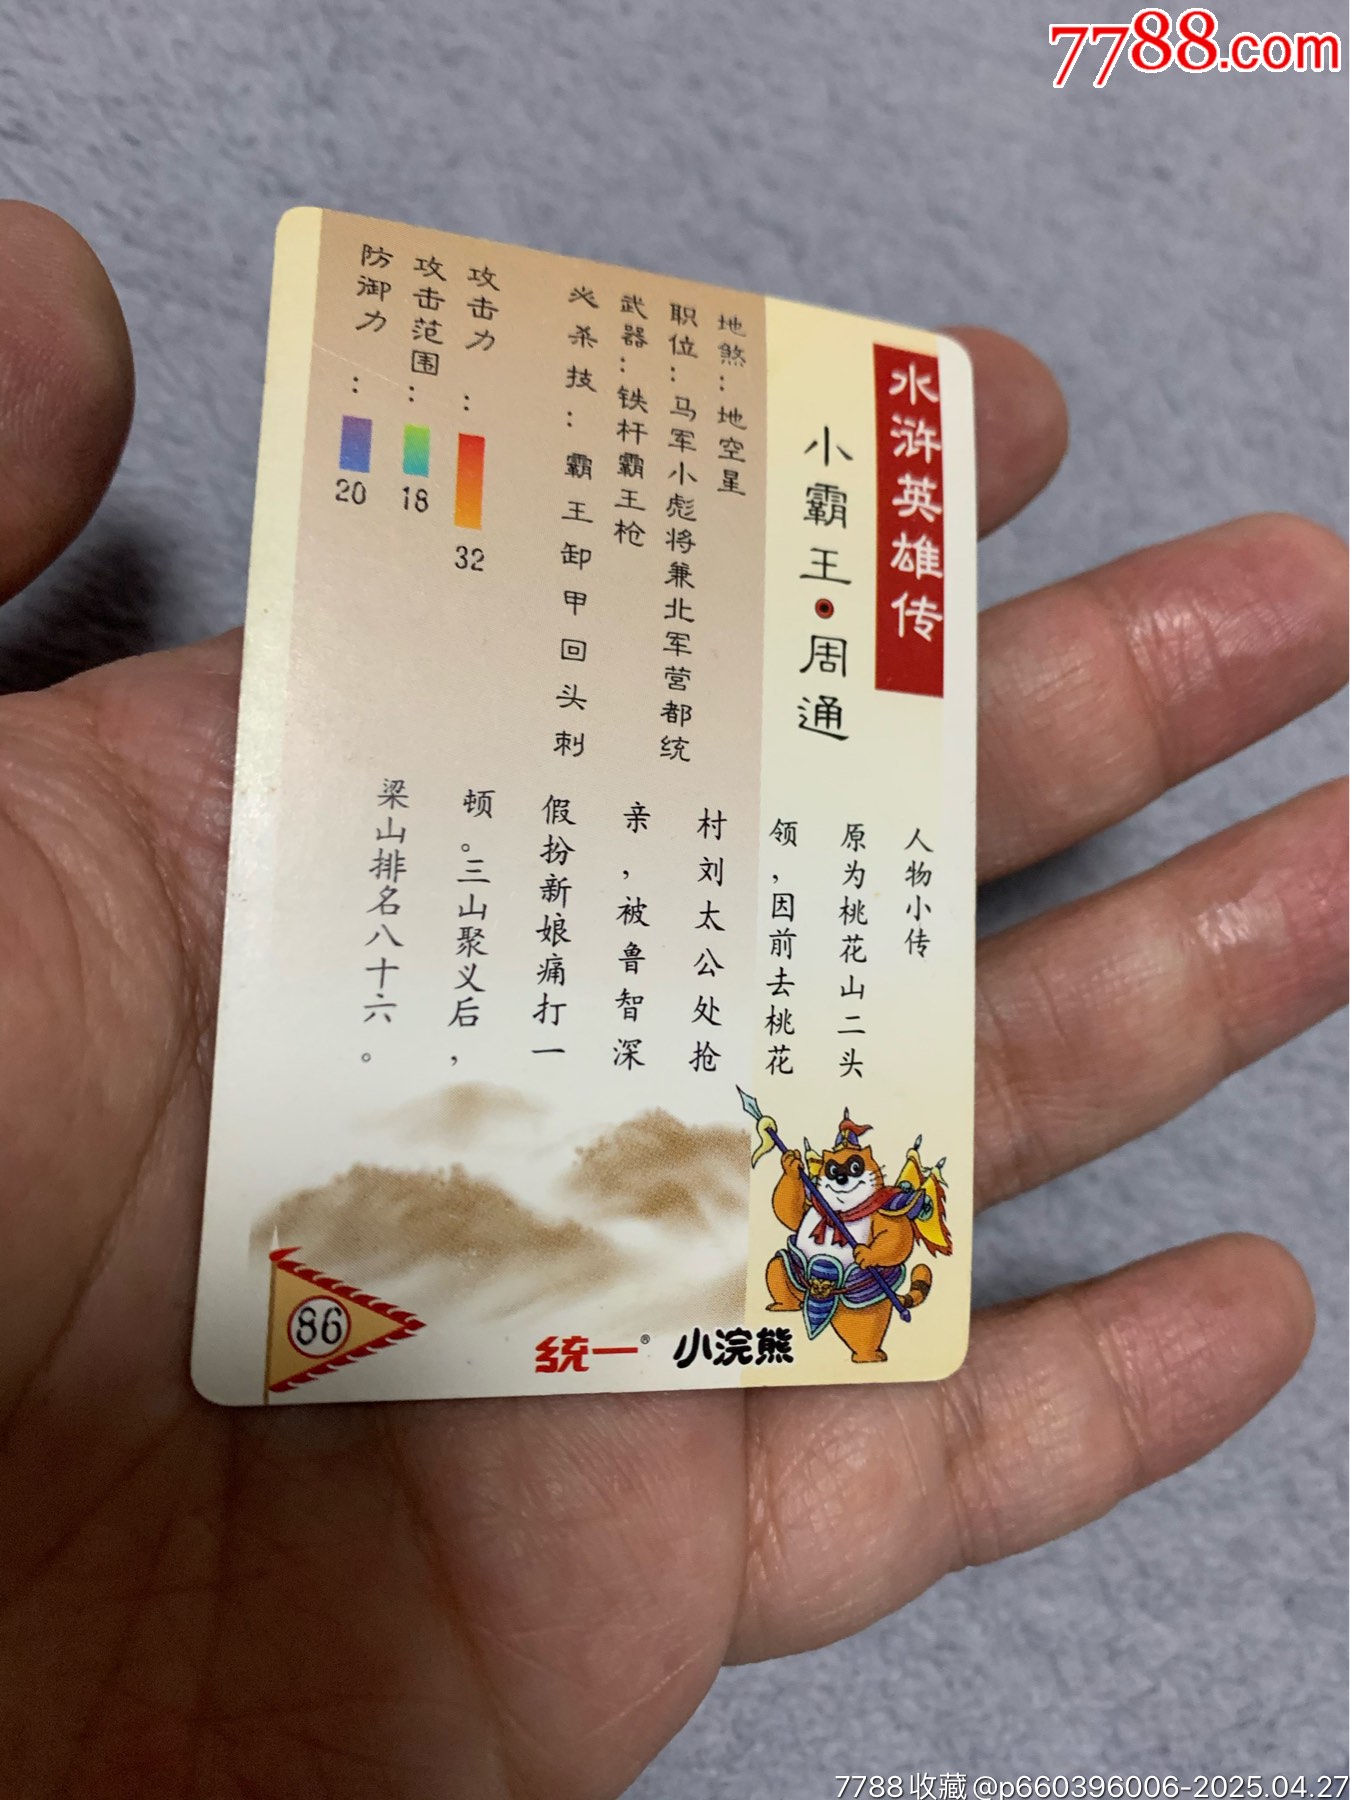 7788.com
水浒英雄传
小霸王·周通
地煞：地空星
职位：马军小彪将兼北军营都统
武器：铁杆霸王枪
必杀技：霸王卸甲回头刺
攻击力：32
攻击范围：18
防御力：20
人物小传
原为桃花山二头
领，因前去桃花
村刘太公处抢
亲，被鲁智深
假扮新娘痛打一
顿。三山聚义后，
梁山排名八十六。
86
统一® 小浣熊
7788收藏@p660396006-2025.04.27